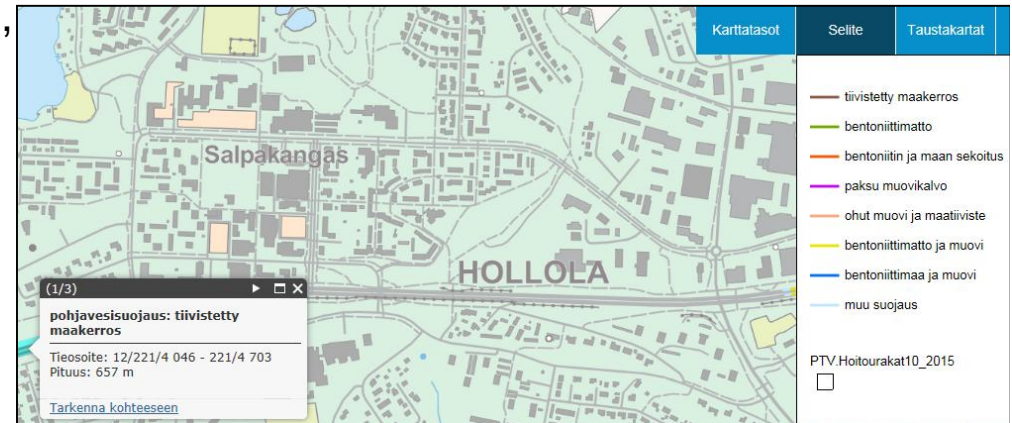 ,
Karttatasot
Selite
Taustakartat
tiivistetty maakerros
bentoniittimatto
bentoniitin ja maan sekoitus
paksu muovikalvo
ohut muovi ja maatiiviste
bentoniittimatto ja muovi
bentoniittimaa ja muovi
muu suojaus
PTV.Hoitourakat10_2015
Salpakangas
HOLLOLA
(1/3)
pohjavesisuojaus: tiivistetty
maakerros
Tieosoite: 12/221/4 046 - 221/4 703
Pituus: 657 m
Tarkenna kohteeseen